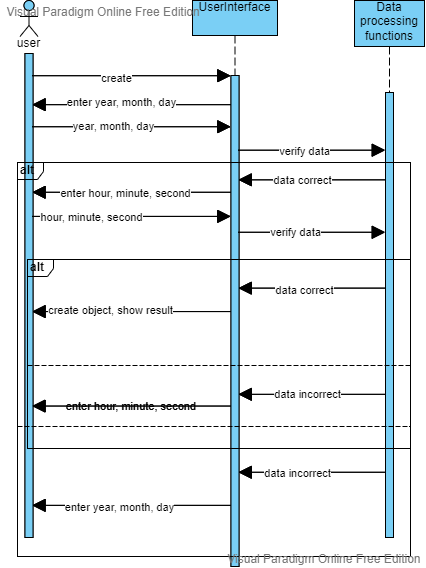 Visual Paradigm Online Free Edition
UserInterface
Data
processing
functions
user
create
enter year, month, day
year, month, day
verify data
alt
data correct
enter hour, minute, second
hour, minute, second
verify data
alt
data correct
create object, show result
data incorrect
enter hour, minute, second
data incorrect
enter year, month, day
Visual Paradigm Online Free Edition